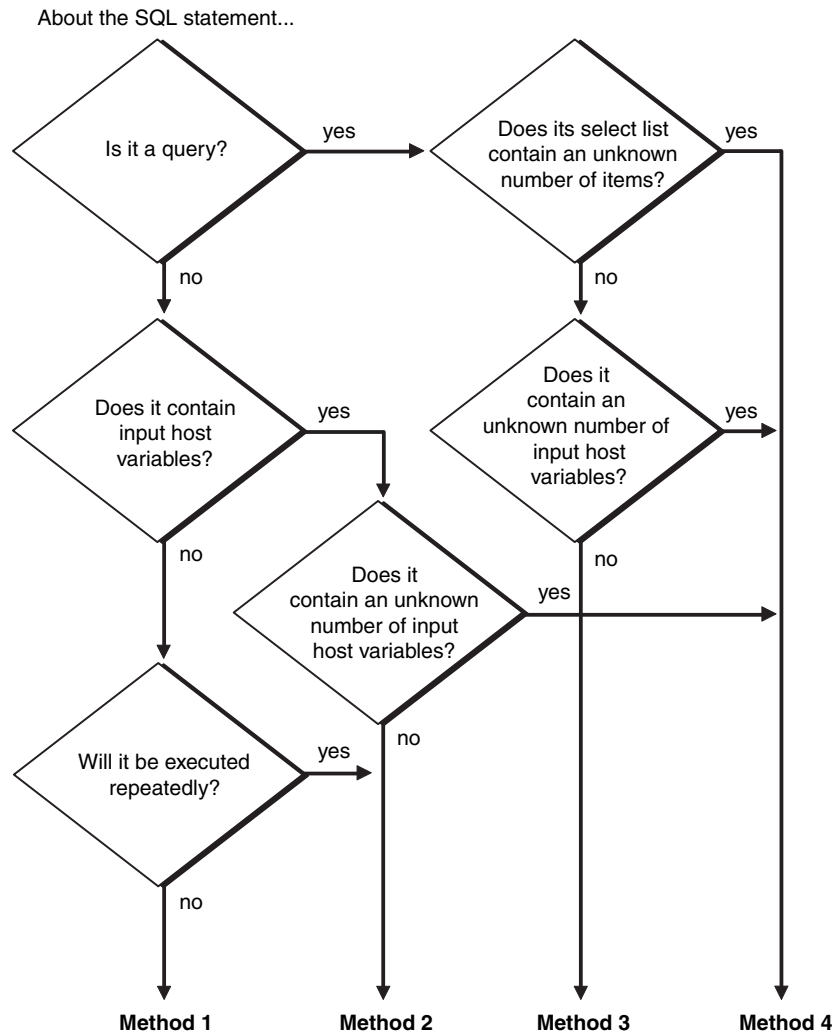 About the SQL statement...
Is it a query?
yes
Does its select list
contain an unknown
number of items?
yes
no
no
Does it contain
input host
variables?
yes
Does it
contain an
unknown number of
input host
variables?
yes
no
no
Does it
contain an unknown
number of input
host variables?
yes
no
Will it be executed
repeatedly?
yes
no
Method 1
Method 2
Method 3
Method 4